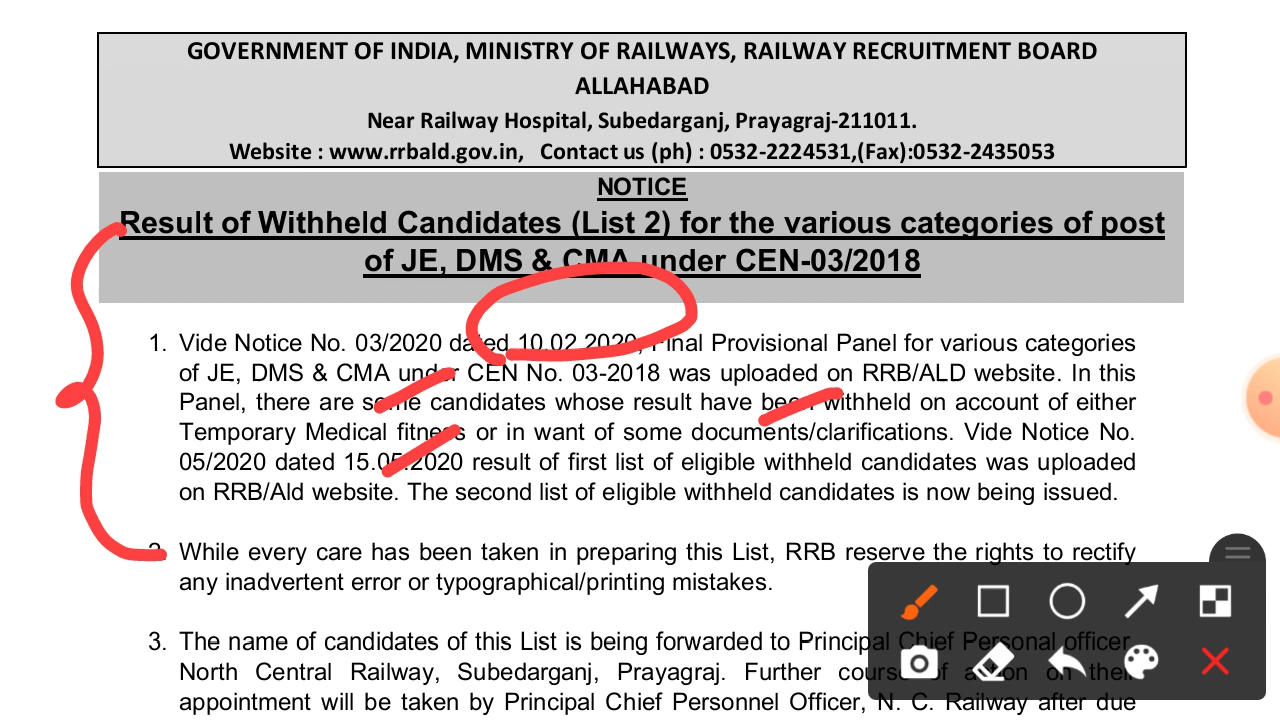 GOVERNMENT OF INDIA, MINISTRY OF RAILWAYS, RAILWAY RECRUITMENT BOARD
ALLAHABAD
Near Railway Hospital, Subedarganj, Prayagraj-211011.
Website : www.rrbald.gov.in, Contact us (ph) : 0532-2224531,(Fax):0532-2435053
NOTICE
Result of Withheld Candidates (List 2) for the various categories of post
of JE, DMS & CMA under CEN-03/2018
1. Vide Notice No. 03/2020 dated 10.02.2020, Final Provisional Panel for various categories
of JE, DMS & CMA under CEN No. 03-2018 was uploaded on RRB/ALD website. In this
Panel, there are some candidates whose result have been withheld on account of either
Temporary Medical fitness or in want of some documents/clarifications. Vide Notice No.
05/2020 dated 15.05.2020 result of first list of eligible withheld candidates was uploaded
on RRB/Ald website. The second list of eligible withheld candidates is now being issued.
2. While every care has been taken in preparing this List, RRB reserve the rights to rectify
any inadvertent error or typographical/printing mistakes.
3. The name of candidates of this List is being forwarded to Principal Chief Personal officer,
North Central Railway, Subedarganj, Prayagraj. Further course of action on their
appointment will be taken by Principal Chief Personnel Officer, N. C. Railway after due